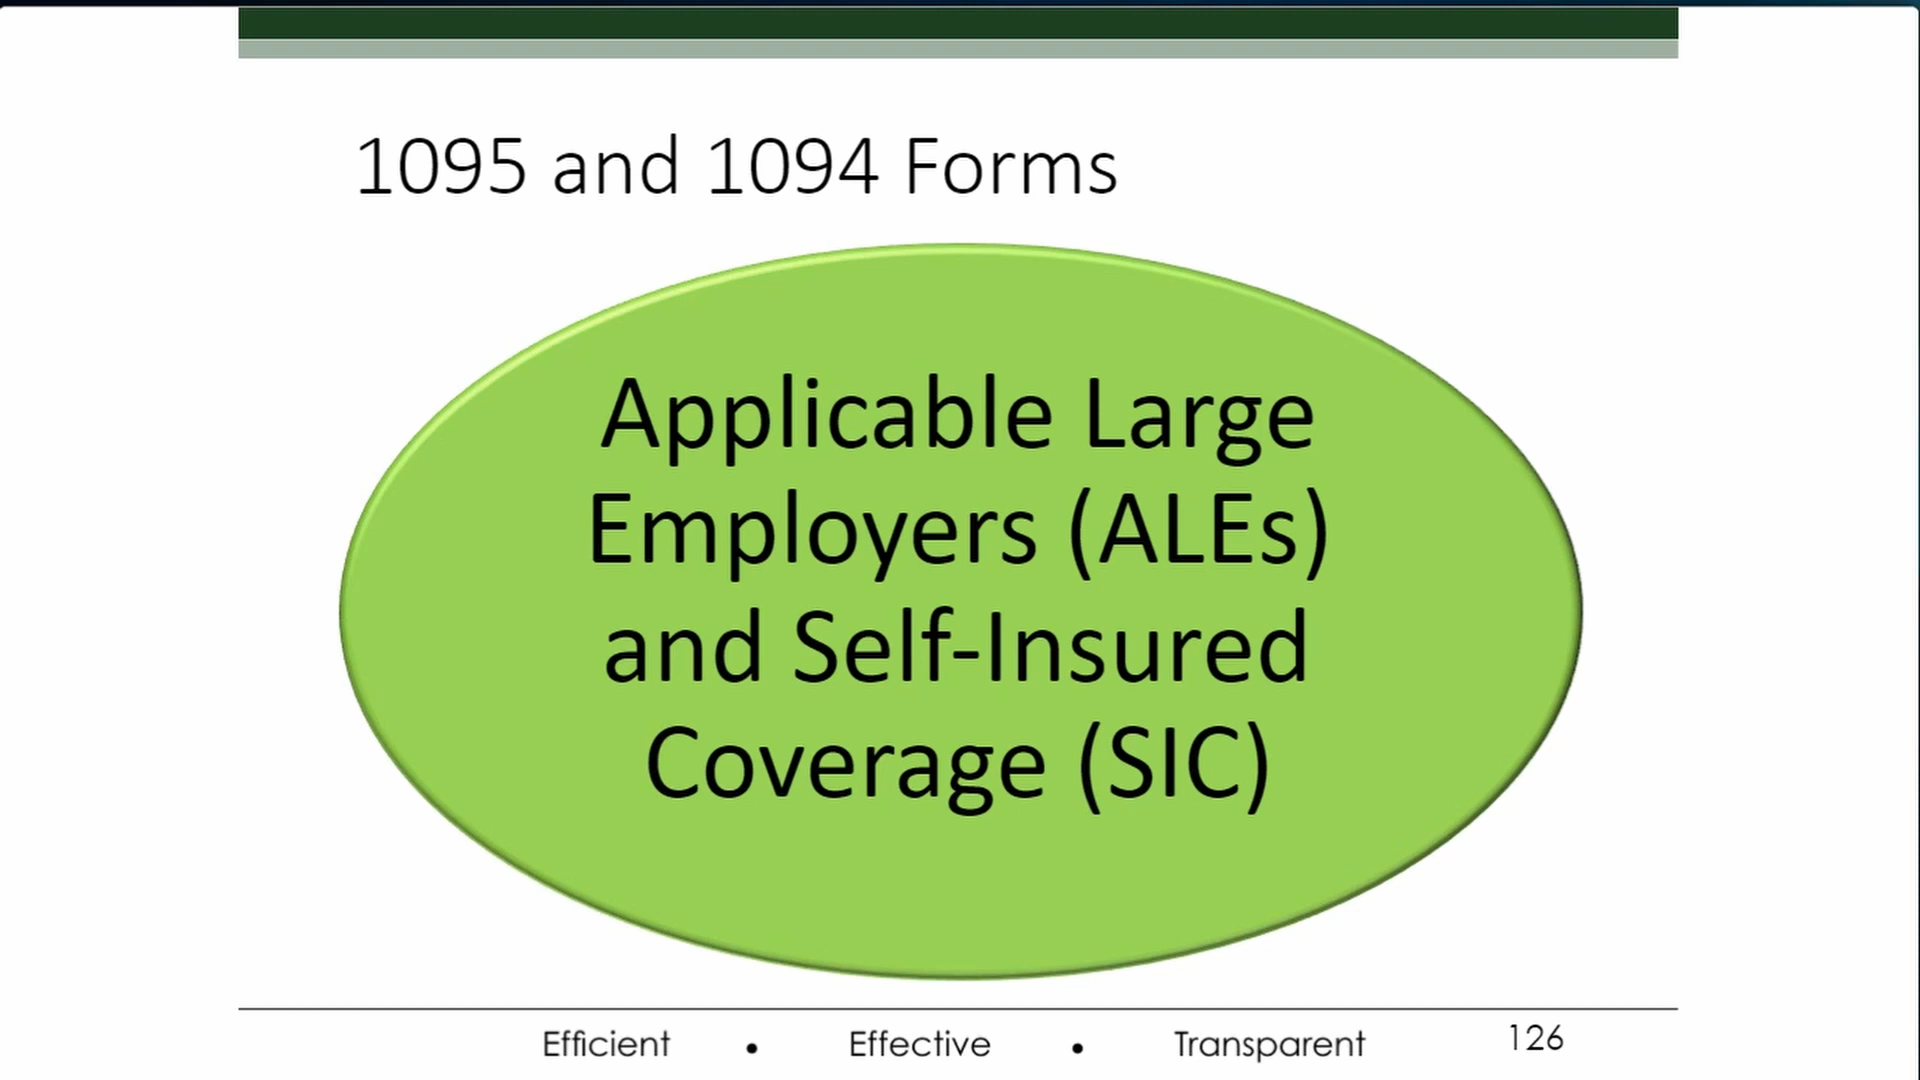 1095 and 1094 Forms
Applicable Large
Employers (ALEs)
and Self-Insured
Coverage (SIC)
Efficient • Effective • Transparent 126